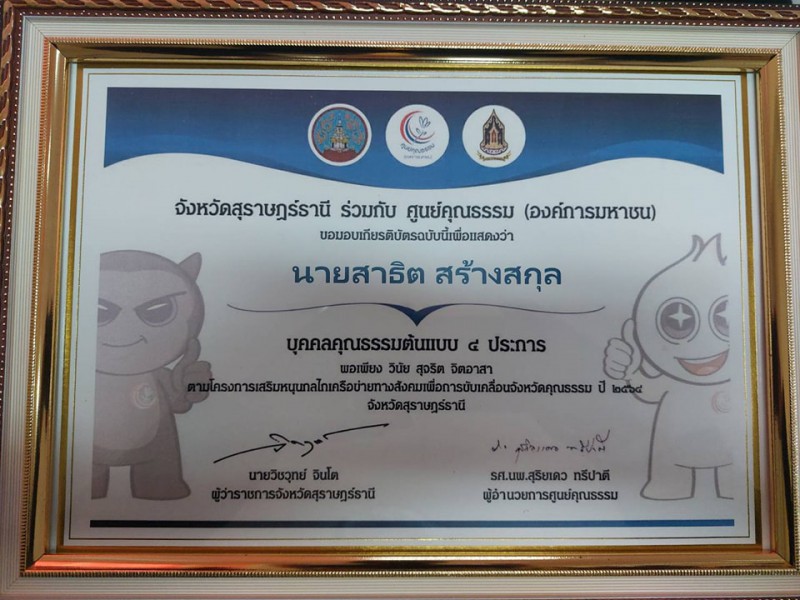 ศูนย์คุณธรรม
จังหวัดสุราษฎร์ธานี ร่วมกับ ศูนย์คุณธรรม (องค์การมหาชน)
ขอมอบเกียรติบัตรฉบับนี้เพื่อแสดงว่า
นายสาธิต สร้างสกุล
บุคคลคุณธรรมต้นแบบ ๔ ประการ
พอเพียง วินัย สุจริต จิตอาสา
ตามโครงการเสริมหนุนกลไกเครือข่ายทางสังคมเพื่อการขับเคลื่อนจังหวัดคุณธรรม ปี ๒๕๖๔
จังหวัดสุราษฎร์ธานี
นายวิชวุทย์ จินโต
ผู้ว่าราชการจังหวัดสุราษฎร์ธานี
รศ.นพ.สุริยเดว ทรีปาตี
ผู้อำนวยการศูนย์คุณธรรม